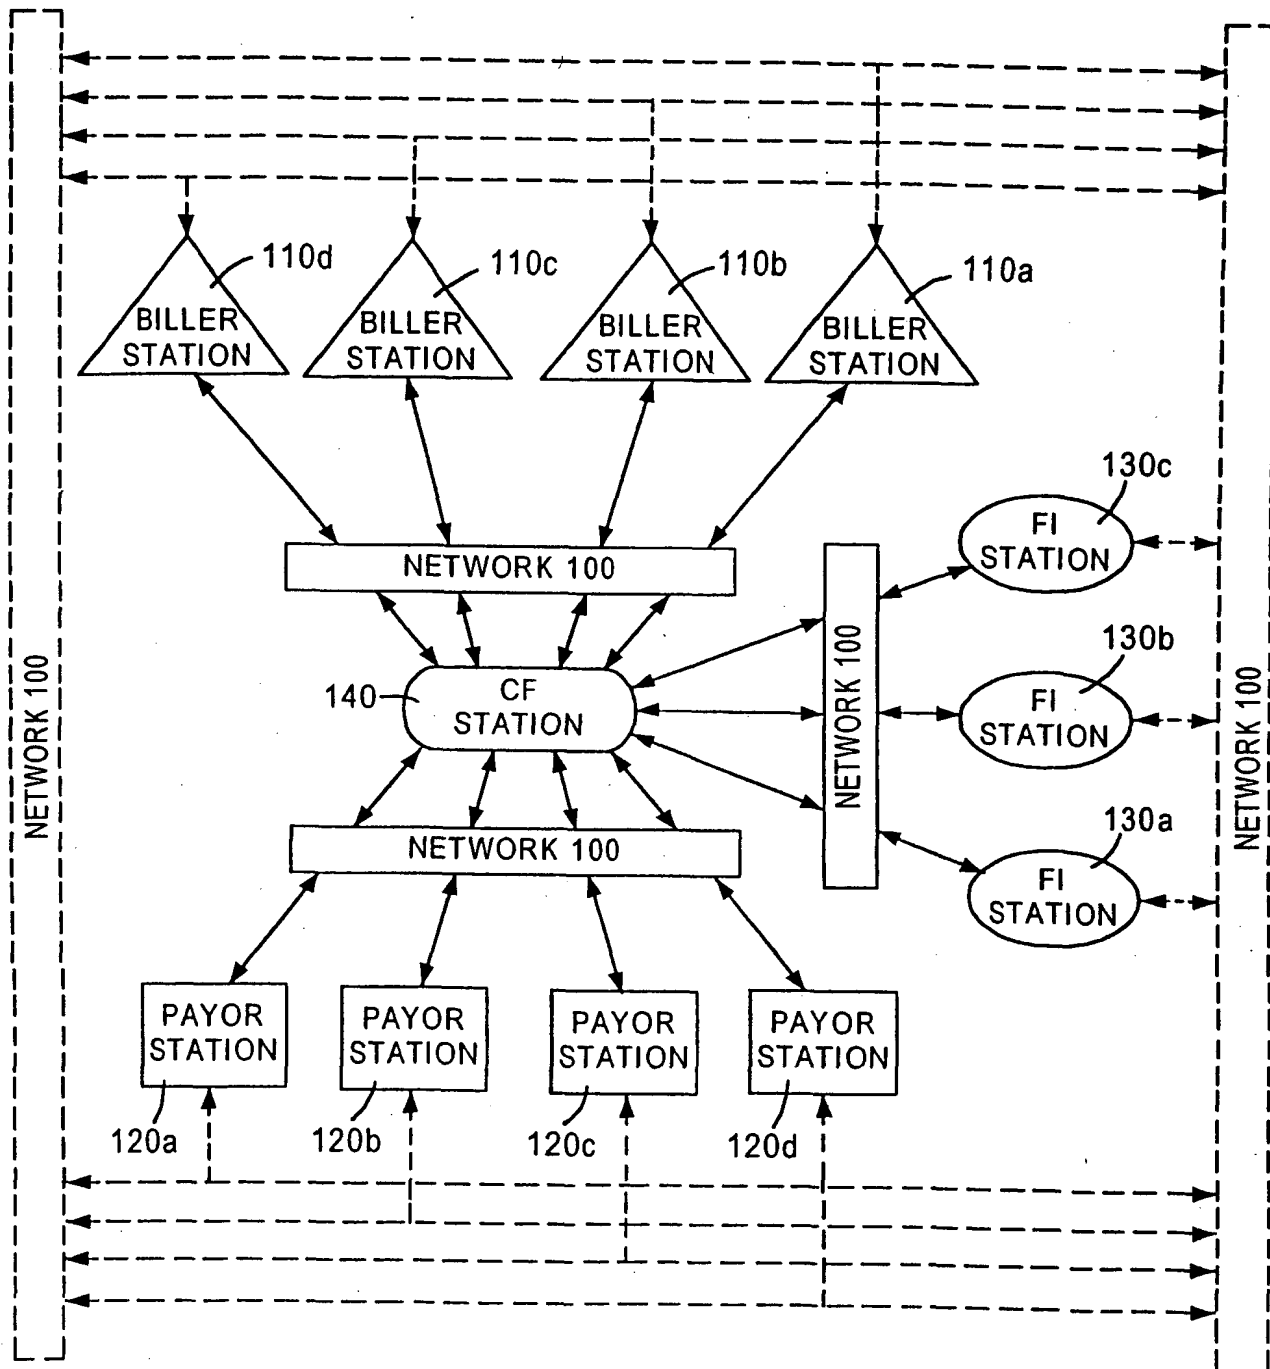 110d
110c
110b
110a
BILLER
STATION
BILLER
STATION
BILLER
STATION
BILLER
STATION
130c
FI
STATION
NETWORK 100
130b
FI
STATION
NETWORK 100
CF
STATION
140
NETWORK 100
NETWORK 100
NETWORK 100
130a
FI
STATION
PAYOR
STATION
PAYOR
STATION
PAYOR
STATION
PAYOR
STATION
120a
120b
120c
120d